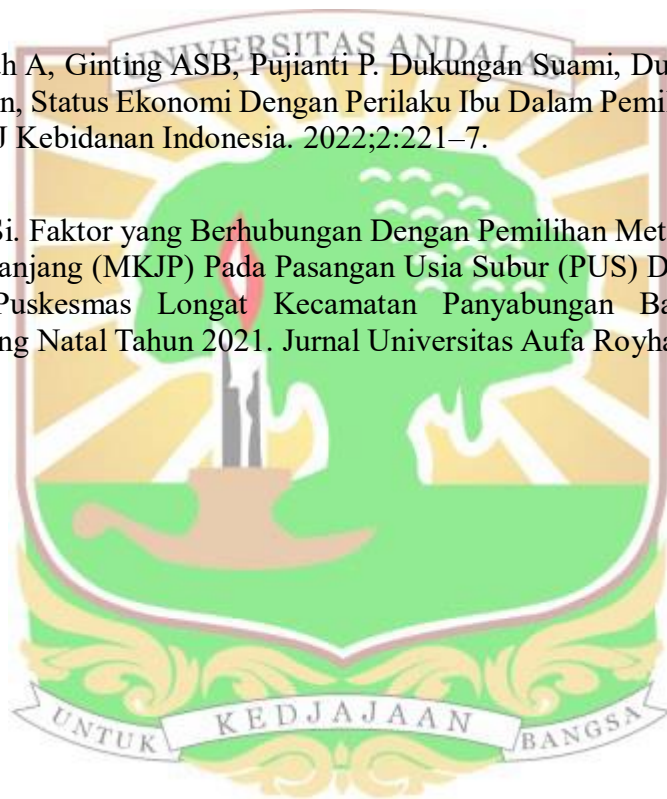 UNIVERSITAS ANDALAS
h A, Ginting ASB, Pujianti P. Dukungan Suami, Du
n, Status Ekonomi Dengan Perilaku Ibu Dalam Pemil
J Kebidanan Indonesia. 2022;2:221–7.
Si. Faktor yang Berhubungan Dengan Pemilihan Met
anjang (MKJP) Pada Pasangan Usia Subur (PUS) D
Puskesmas Longat Kecamatan Panyabungan Ba
ng Natal Tahun 2021. Jurnal Universitas Aufa Royha
UNTUK KEDJAJAAN BANGSA